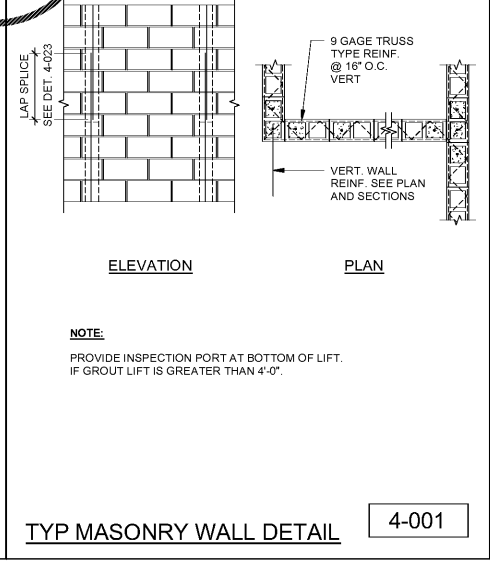 LAP SPLICE
SEE DET. 4-023
9 GAGE TRUSS
TYPE REINF.
@ 16" O.C.
VERT
VERT. WALL
REINF. SEE PLAN
AND SECTIONS
ELEVATION
PLAN
NOTE:
PROVIDE INSPECTION PORT AT BOTTOM OF LIFT.
IF GROUT LIFT IS GREATER THAN 4'-0".
TYP MASONRY WALL DETAIL
4-001